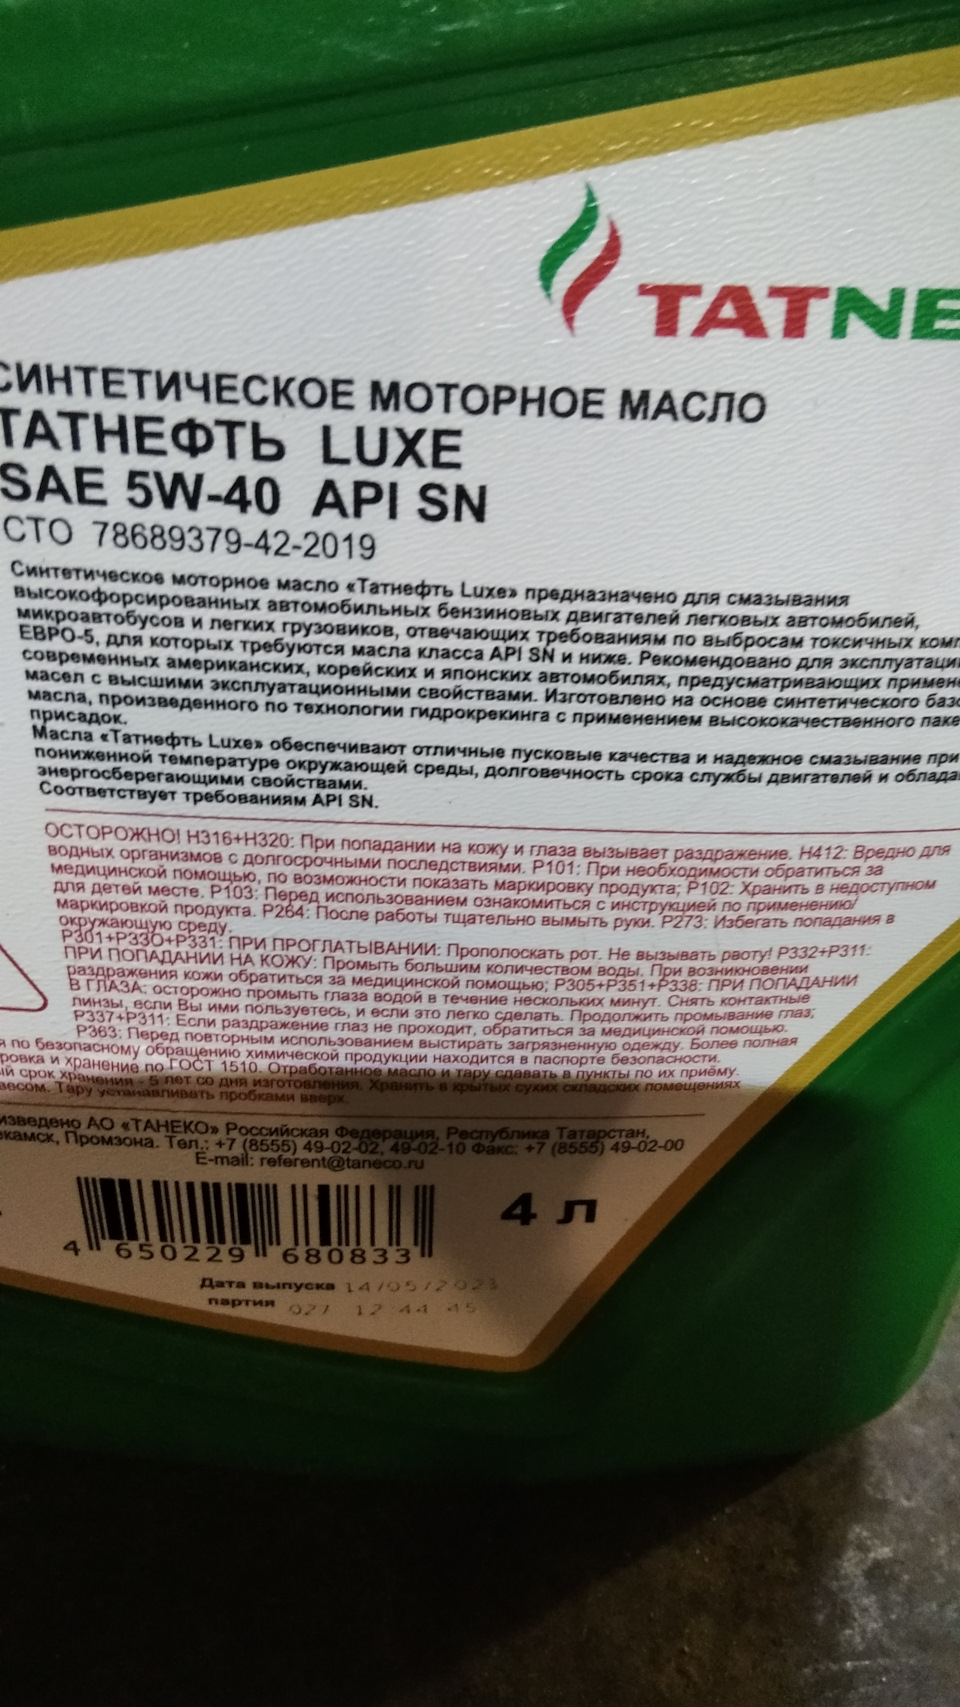 TATNE
СИНТЕТИЧЕСКОЕ МОТОРНОЕ МАСЛО
ТАТНЕФТЬ LUXE
SAE 5W-40 API SN
СТО 78689379-42-2019
Синтетическое моторное масло «Татнефть Luxe» предназначено для смазывания
высокофорсированных автомобильных бензиновых двигателей легковых автомобилей,
микроавтобусов и легких грузовиков, отвечающих требованиям по выбросам токсичных комп
ЕВРО-5, для которых требуются масла класса API SN и ниже. Рекомендовано для эксплуатации
современных американских, корейских и японских автомобилях, предусматривающих примене
масел с высшими эксплуатационными свойствами. Изготовлено на основе синтетического базо
масла, произведенного по технологии гидрокрекинга с применением высококачественного паке
присадок.
Масла «Татнефть Luxe» обеспечивают отличные пусковые качества и надежное смазывание при
пониженной температуре окружающей среды, долговечность срока службы двигателей и облада
энергосберегающими свойствами.
Соответствует требованиям API SN.
ОСТОРОЖНО! H316+H320: При попадании на кожу и глаза вызывает раздражение. H412: Вредно для
водных организмов с долгосрочными последствиями. P101: При необходимости обратиться за
медицинской помощью, по возможности показать маркировку продукта; P102: Хранить в недоступном
для детей месте. P103: Перед использованием ознакомиться с инструкцией по применению/
маркировкой продукта. P264: После работы тщательно вымыть руки. P273: Избегать попадания в
окружающую среду.
P301+P330+P331: ПРИ ПРОГЛАТЫВАНИИ: Прополоскать рот. Не вызывать рвоту! P332+P311:
ПРИ ПОПАДАНИИ НА КОЖУ: Промыть большим количеством воды. При возникновении
раздражения кожи обратиться за медицинской помощью; P305+P351+P338: ПРИ ПОПАДАНИИ
В ГЛАЗА: осторожно промыть глаза водой в течение нескольких минут. Снять контактные
линзы, если Вы ими пользуетесь, и если это легко сделать. Продолжить промывание глаз;
P337+P311: Если раздражение глаз не проходит, обратиться за медицинской помощью.
P363: Перед повторным использованием выстирать загрязненную одежду. Более полная
я по безопасному обращению химической продукции находится в паспорте безопасности.
ровка и хранение по ГОСТ 1510. Отработанное масло и тару сдавать в пункты по их приёму.
ый срок хранения - 5 лет со дня изготовления. Хранить в крытых сухих складских помещениях
весом. Тару устанавливать пробками вверх.
изведено АО «ТАНЕКО» Российская Федерация, Республика Татарстан,
екамск, Промзона. Тел.: +7 (8555) 49-02-02, 49-02-10 Факс: +7 (8555) 49-02-00
E-mail: referent@taneco.ru
4 л
4 650229 680833
Дата выпуска 14/05/2023
партия 027 12 44 45